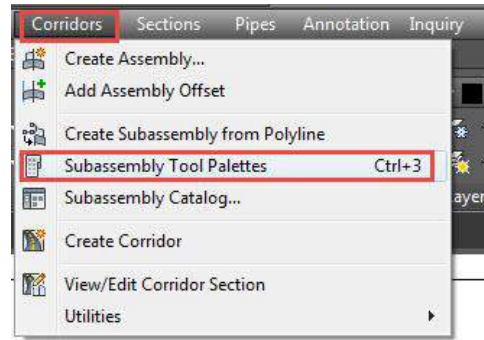 Corridors Sections Pipes Annotation Inquiry
Create Assembly...
Add Assembly Offset
Create Subassembly from Polyline
Subassembly Tool Palettes Ctrl+3
Subassembly Catalog...
Create Corridor
View/Edit Corridor Section
Utilities